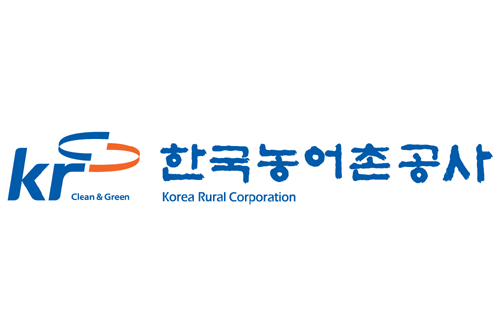 kr
Clean & Green
한국농어촌공사
Korea Rural Corporation